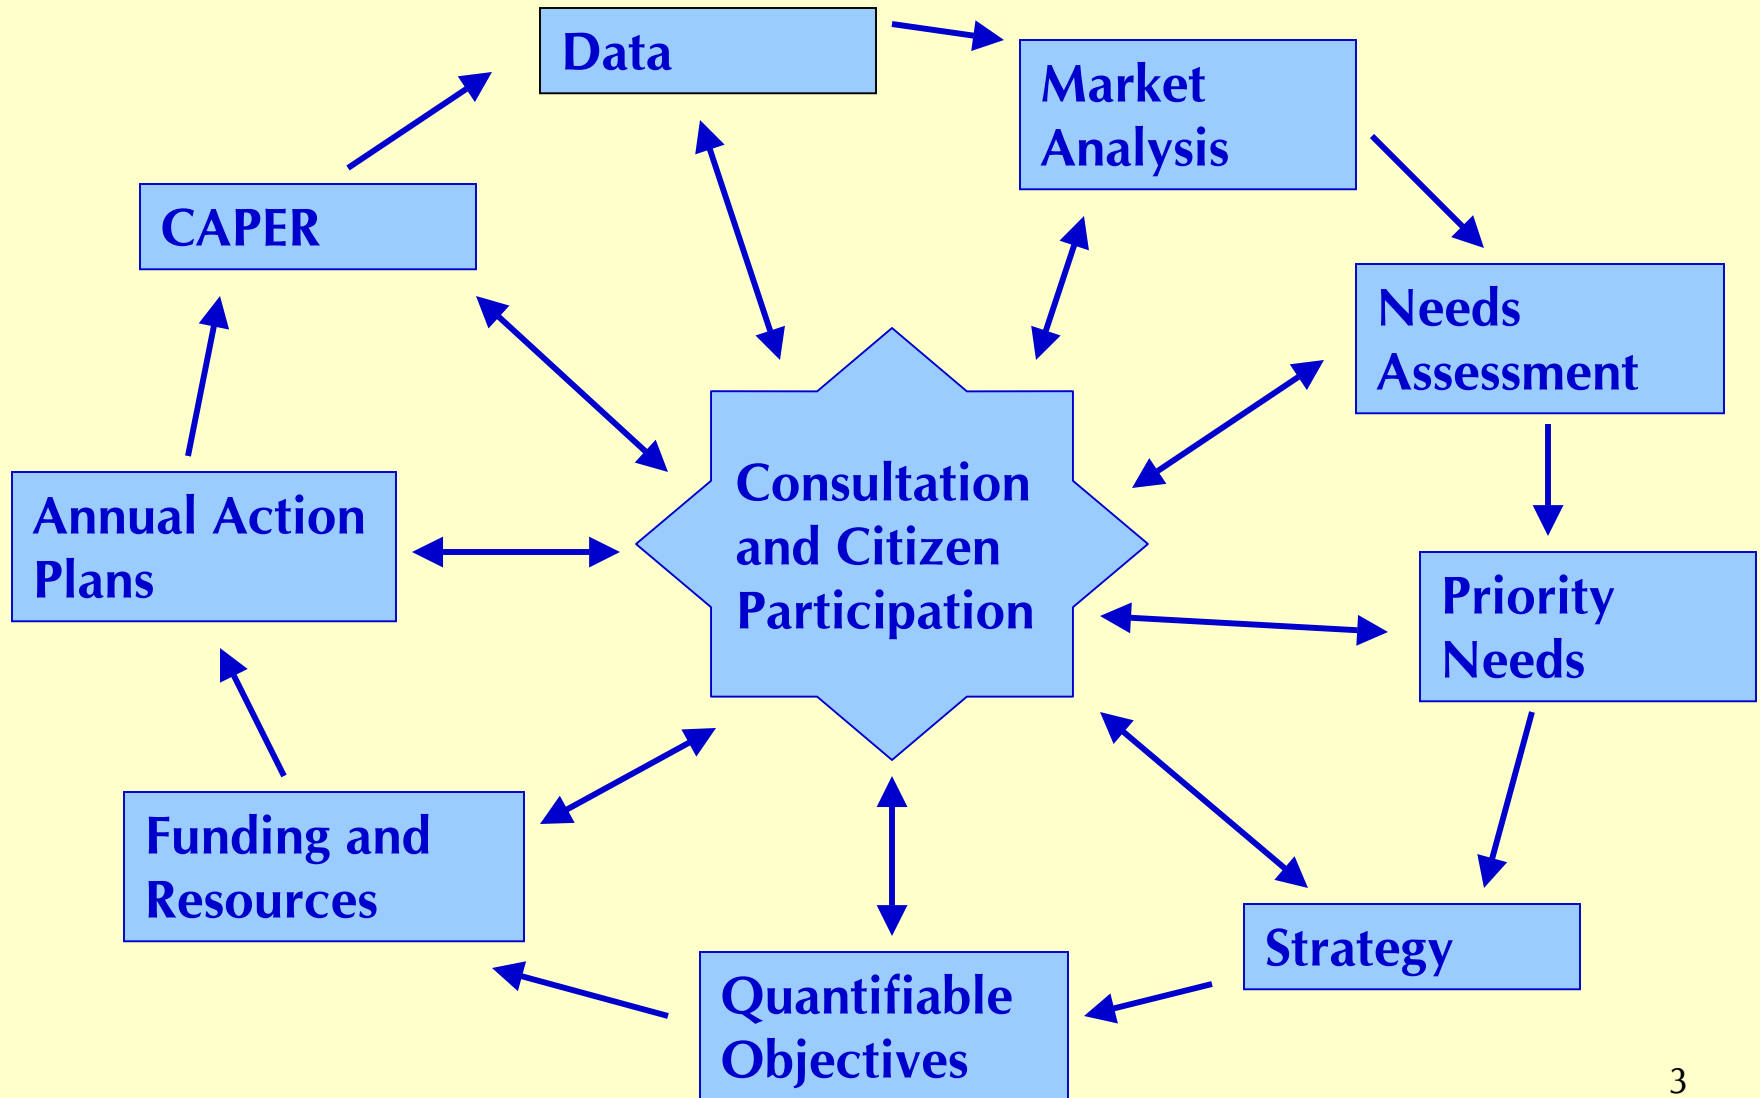 Data
Market
Analysis
CAPER
Needs
Assessment
Consultation
and Citizen
Participation
Annual Action
Plans
Priority
Needs
Funding and
Resources
Strategy
Quantifiable
Objectives
3